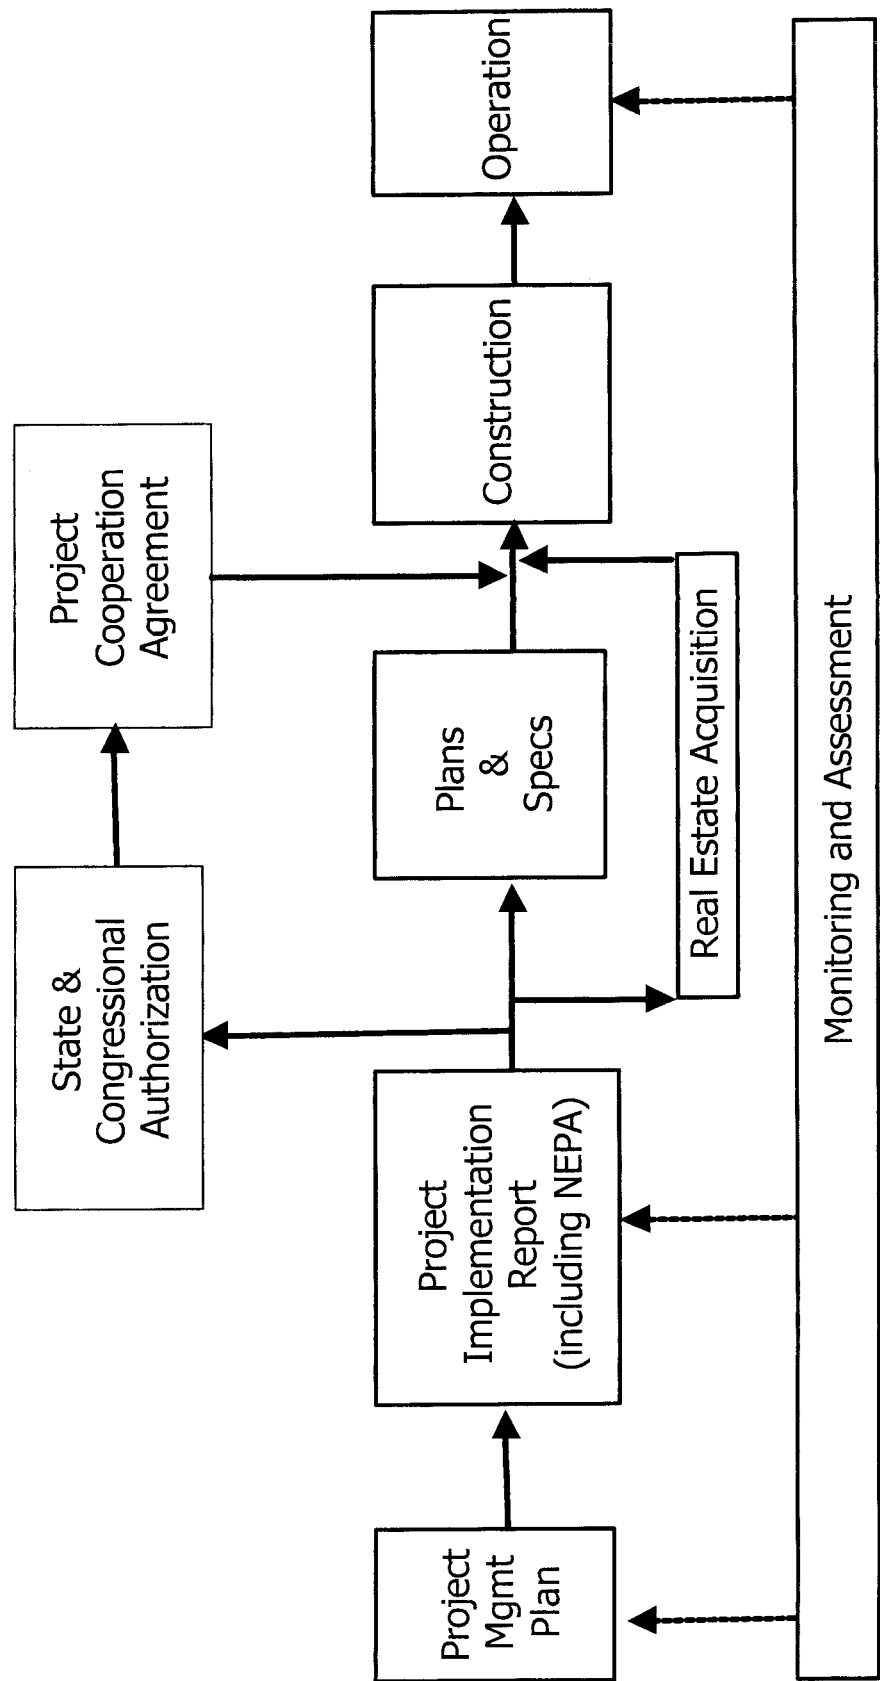 State &
Congressional
Authorization
Project
Cooperation
Agreement
Project
Mgmt
Plan
Project
Implementation
Report
(including NEPA)
Plans
&
Specs
Construction
Operation
Real Estate Acquisition
Monitoring and Assessment